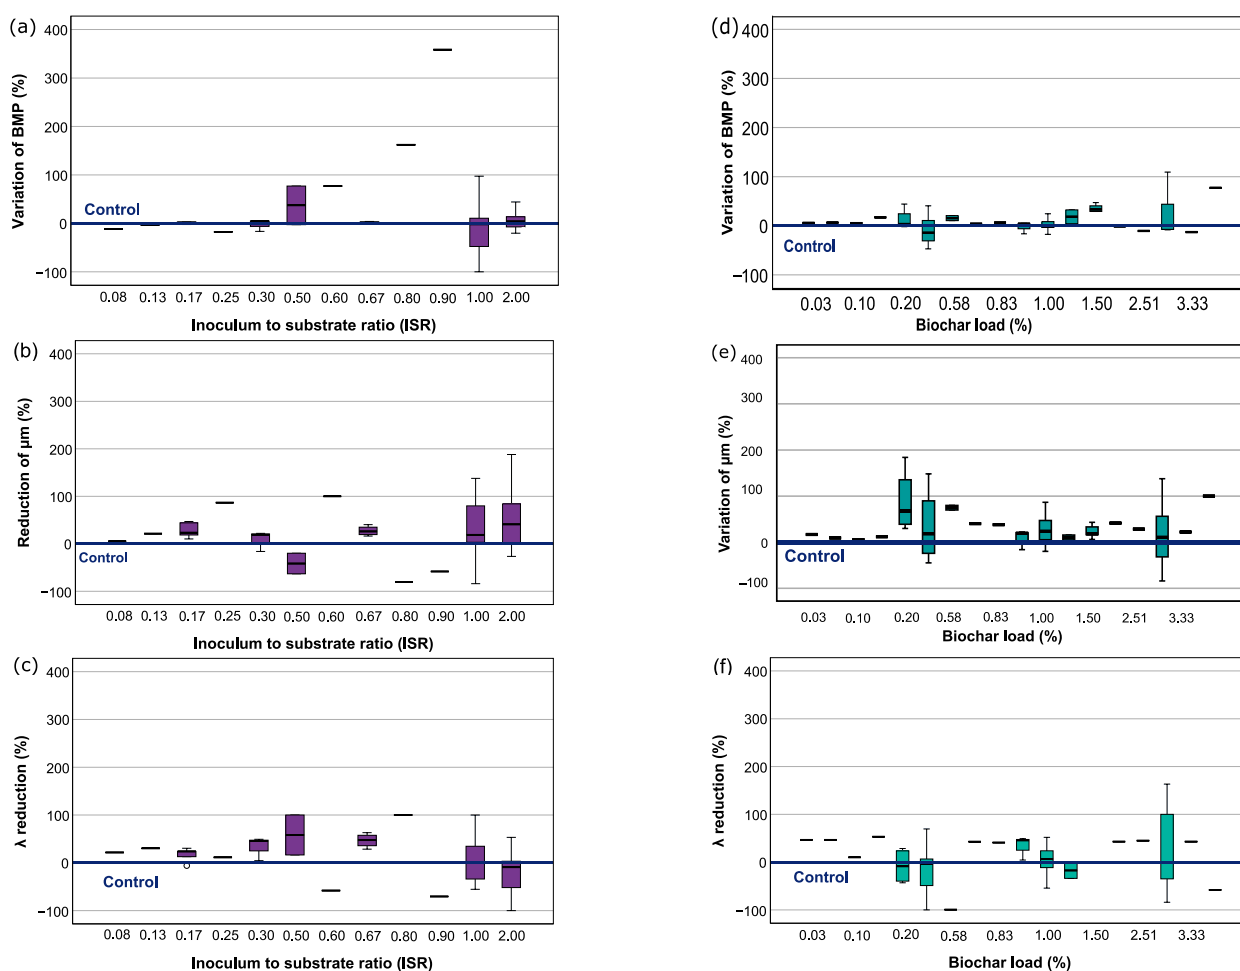 (a)
Variation of BMP (%)
400
300
200
100
0
−100
Control
0.08 0.13 0.17 0.25 0.30 0.50 0.60 0.67 0.80 0.90 1.00 2.00
Inoculum to substrate ratio (ISR)
(d)
Variation of BMP (%)
400
300
200
100
0
−100
Control
0.03 0.10 0.20 0.58 0.83 1.00 1.50 2.51 3.33
Biochar load (%)
(b)
Reduction of μm (%)
400
300
200
100
0
−100
Control
0.08 0.13 0.17 0.25 0.30 0.50 0.60 0.67 0.80 0.90 1.00 2.00
Inoculum to substrate ratio (ISR)
(e)
Variation of μm (%)
400
300
200
100
0
−100
Control
0.03 0.10 0.20 0.58 0.83 1.00 1.50 2.51 3.33
Biochar load (%)
(c)
λ reduction (%)
400
300
200
100
0
−100
Control
0.08 0.13 0.17 0.25 0.30 0.50 0.60 0.67 0.80 0.90 1.00 2.00
Inoculum to substrate ratio (ISR)
(f)
λ reduction (%)
400
300
200
100
0
−100
Control
0.03 0.10 0.20 0.58 0.83 1.00 1.50 2.51 3.33
Biochar load (%)